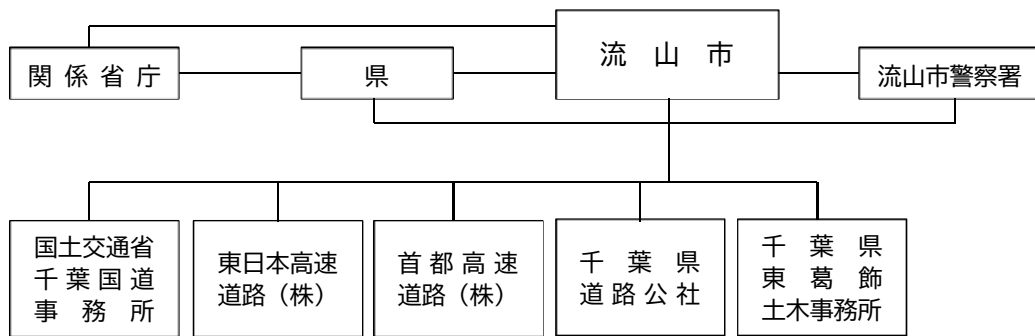 流山市
関係省庁
県
流山市警察署
国土交通省
千葉国道
事務所
東日本高速
道路（株）
首都高速
道路（株）
千葉県
道路公社
千葉県
東葛飾
土木事務所